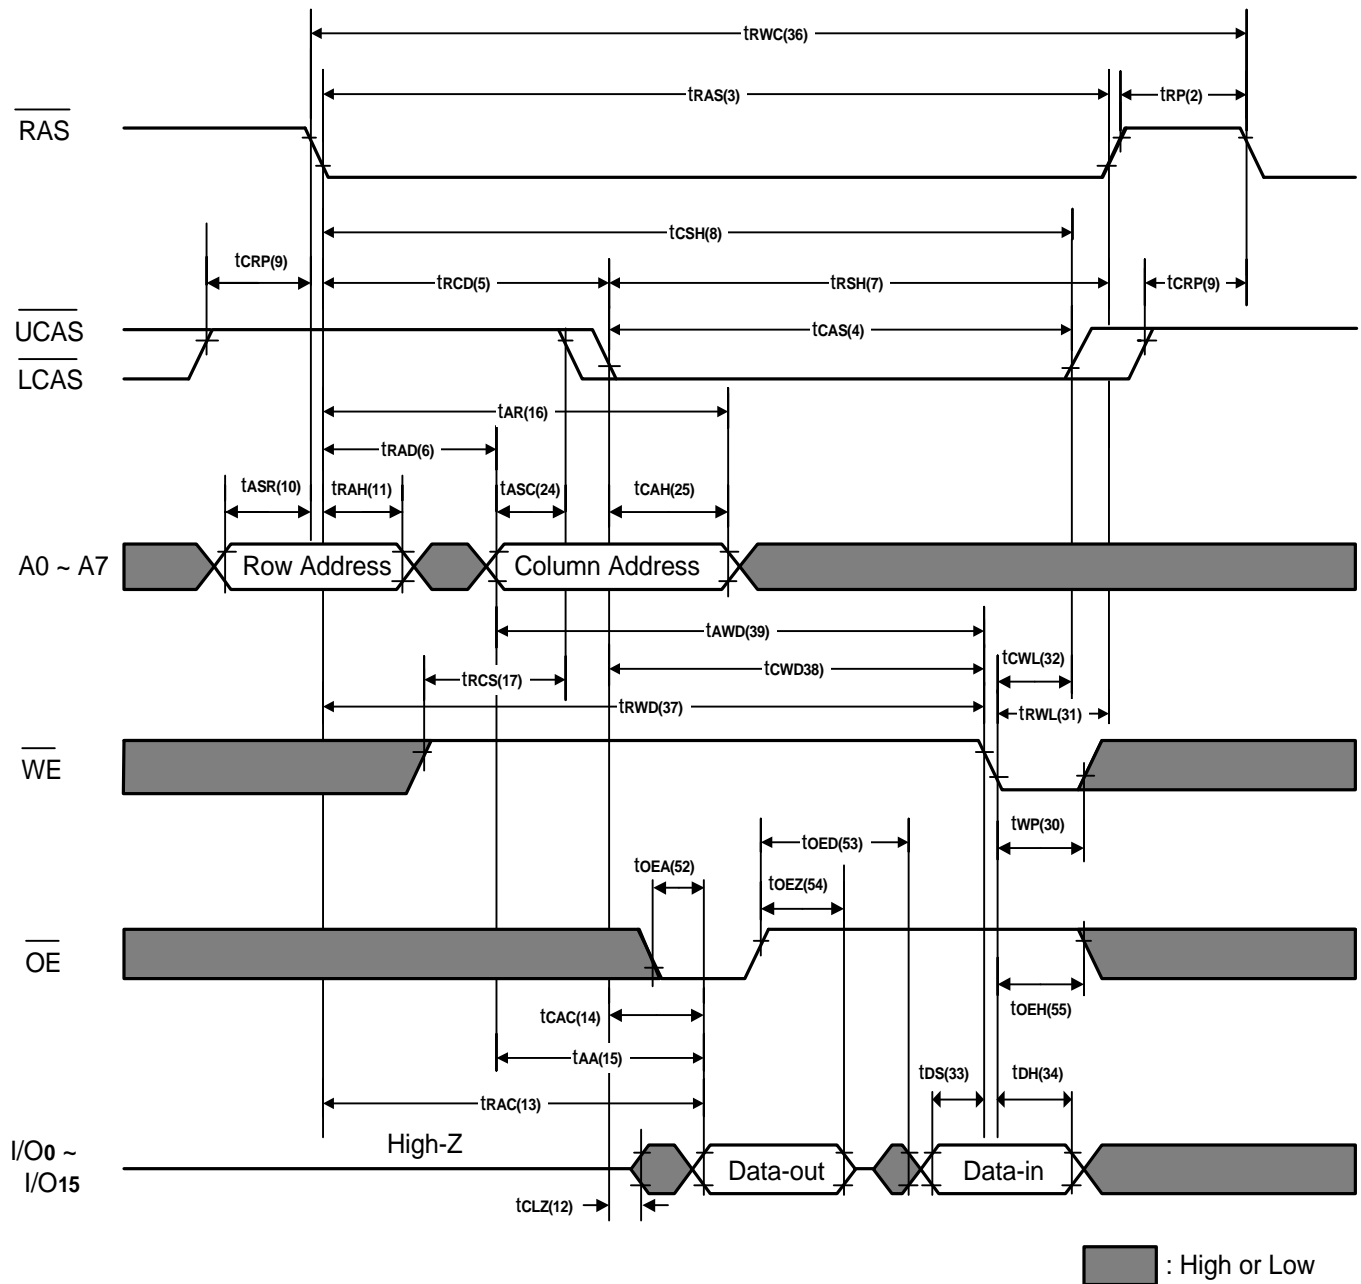 tRWC(36)
tRAS(3)
tRP(2)
RAS
tCSH(8)
tCRP(9)
tRCD(5)
tRSH(7)
tCRP(9)
UCAS
tCAS(4)
LCAS
tAR(16)
tRAD(6)
tASR(10)
tRAH(11)
tASC(24)
tCAH(25)
A0 ~ A7
Row Address
Column Address
tAWD(39)
tCWD38)
tCWL(32)
tRCS(17)
tRWD(37)
tRWL(31)
WE
tWP(30)
tOED(53)
tOEA(52)
tOEZ(54)
OE
tOEH(55)
tCAC(14)
tAA(15)
tDS(33)
tDH(34)
tRAC(13)
High-Z
I/O0 ~
I/O15
Data-out
Data-in
tCLZ(12)
: High or Low